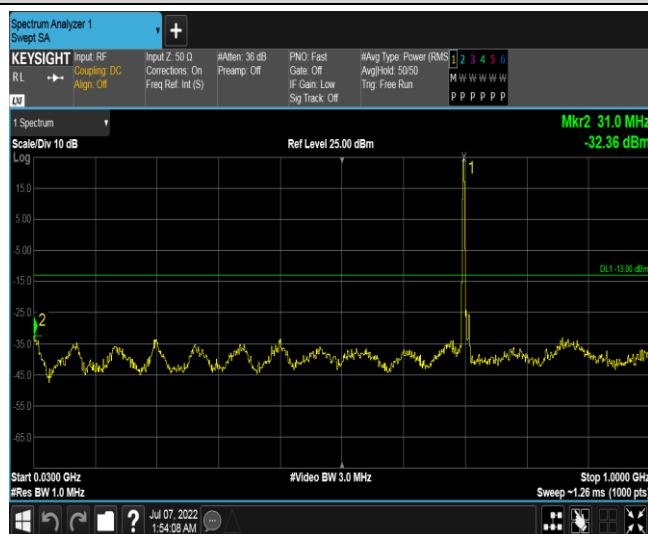 Spectrum Analyzer 1
Swept SA
+
KEYSIGHT
RL
LXI
Input: RF
Coupling: DC
Align: Off
Input Z: 50 Ω
Corrections: On
Freq Ref: Int (S)
#Atten: 36 dB
Preamp: Off
PNO: Fast
Gate: Off
IF Gain: Low
Sig Track: Off
#Avg Type: Power (RMS
Avg|Hold: 50/50
Trig: Free Run
1 2 3 4 5 6
M W W W W W
P P P P P P
1 Spectrum
Scale/Div 10 dB
Ref Level 25.00 dBm
Mkr2 31.0 MHz
-32.36 dBm
Log
15.0
5.00
-5.00
-15.0
-25.0
-35.0
-45.0
-55.0
-65.0
1
DL1 -13.00 dBm
2
Start 0.0300 GHz
#Res BW 1.0 MHz
#Video BW 3.0 MHz
Stop 1.0000 GHz
Sweep ~1.26 ms (1000 pts)
?
Jul 07, 2022
1:54:08 AM